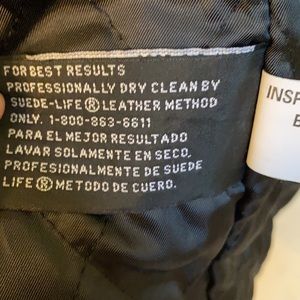 FOR BEST RESULTS
PROFESSIONALLY DRY CLEAN BY
SUEDE-LIFE ® LEATHER METHOD
ONLY. 1-800-863-6611
PARA EL MEJOR RESULTADO
LAVAR SOLAMENTE EN SECO,
PROFESIONALMENTE DE SUEDE
LIFE ® METODO DE CUERO.
INSP